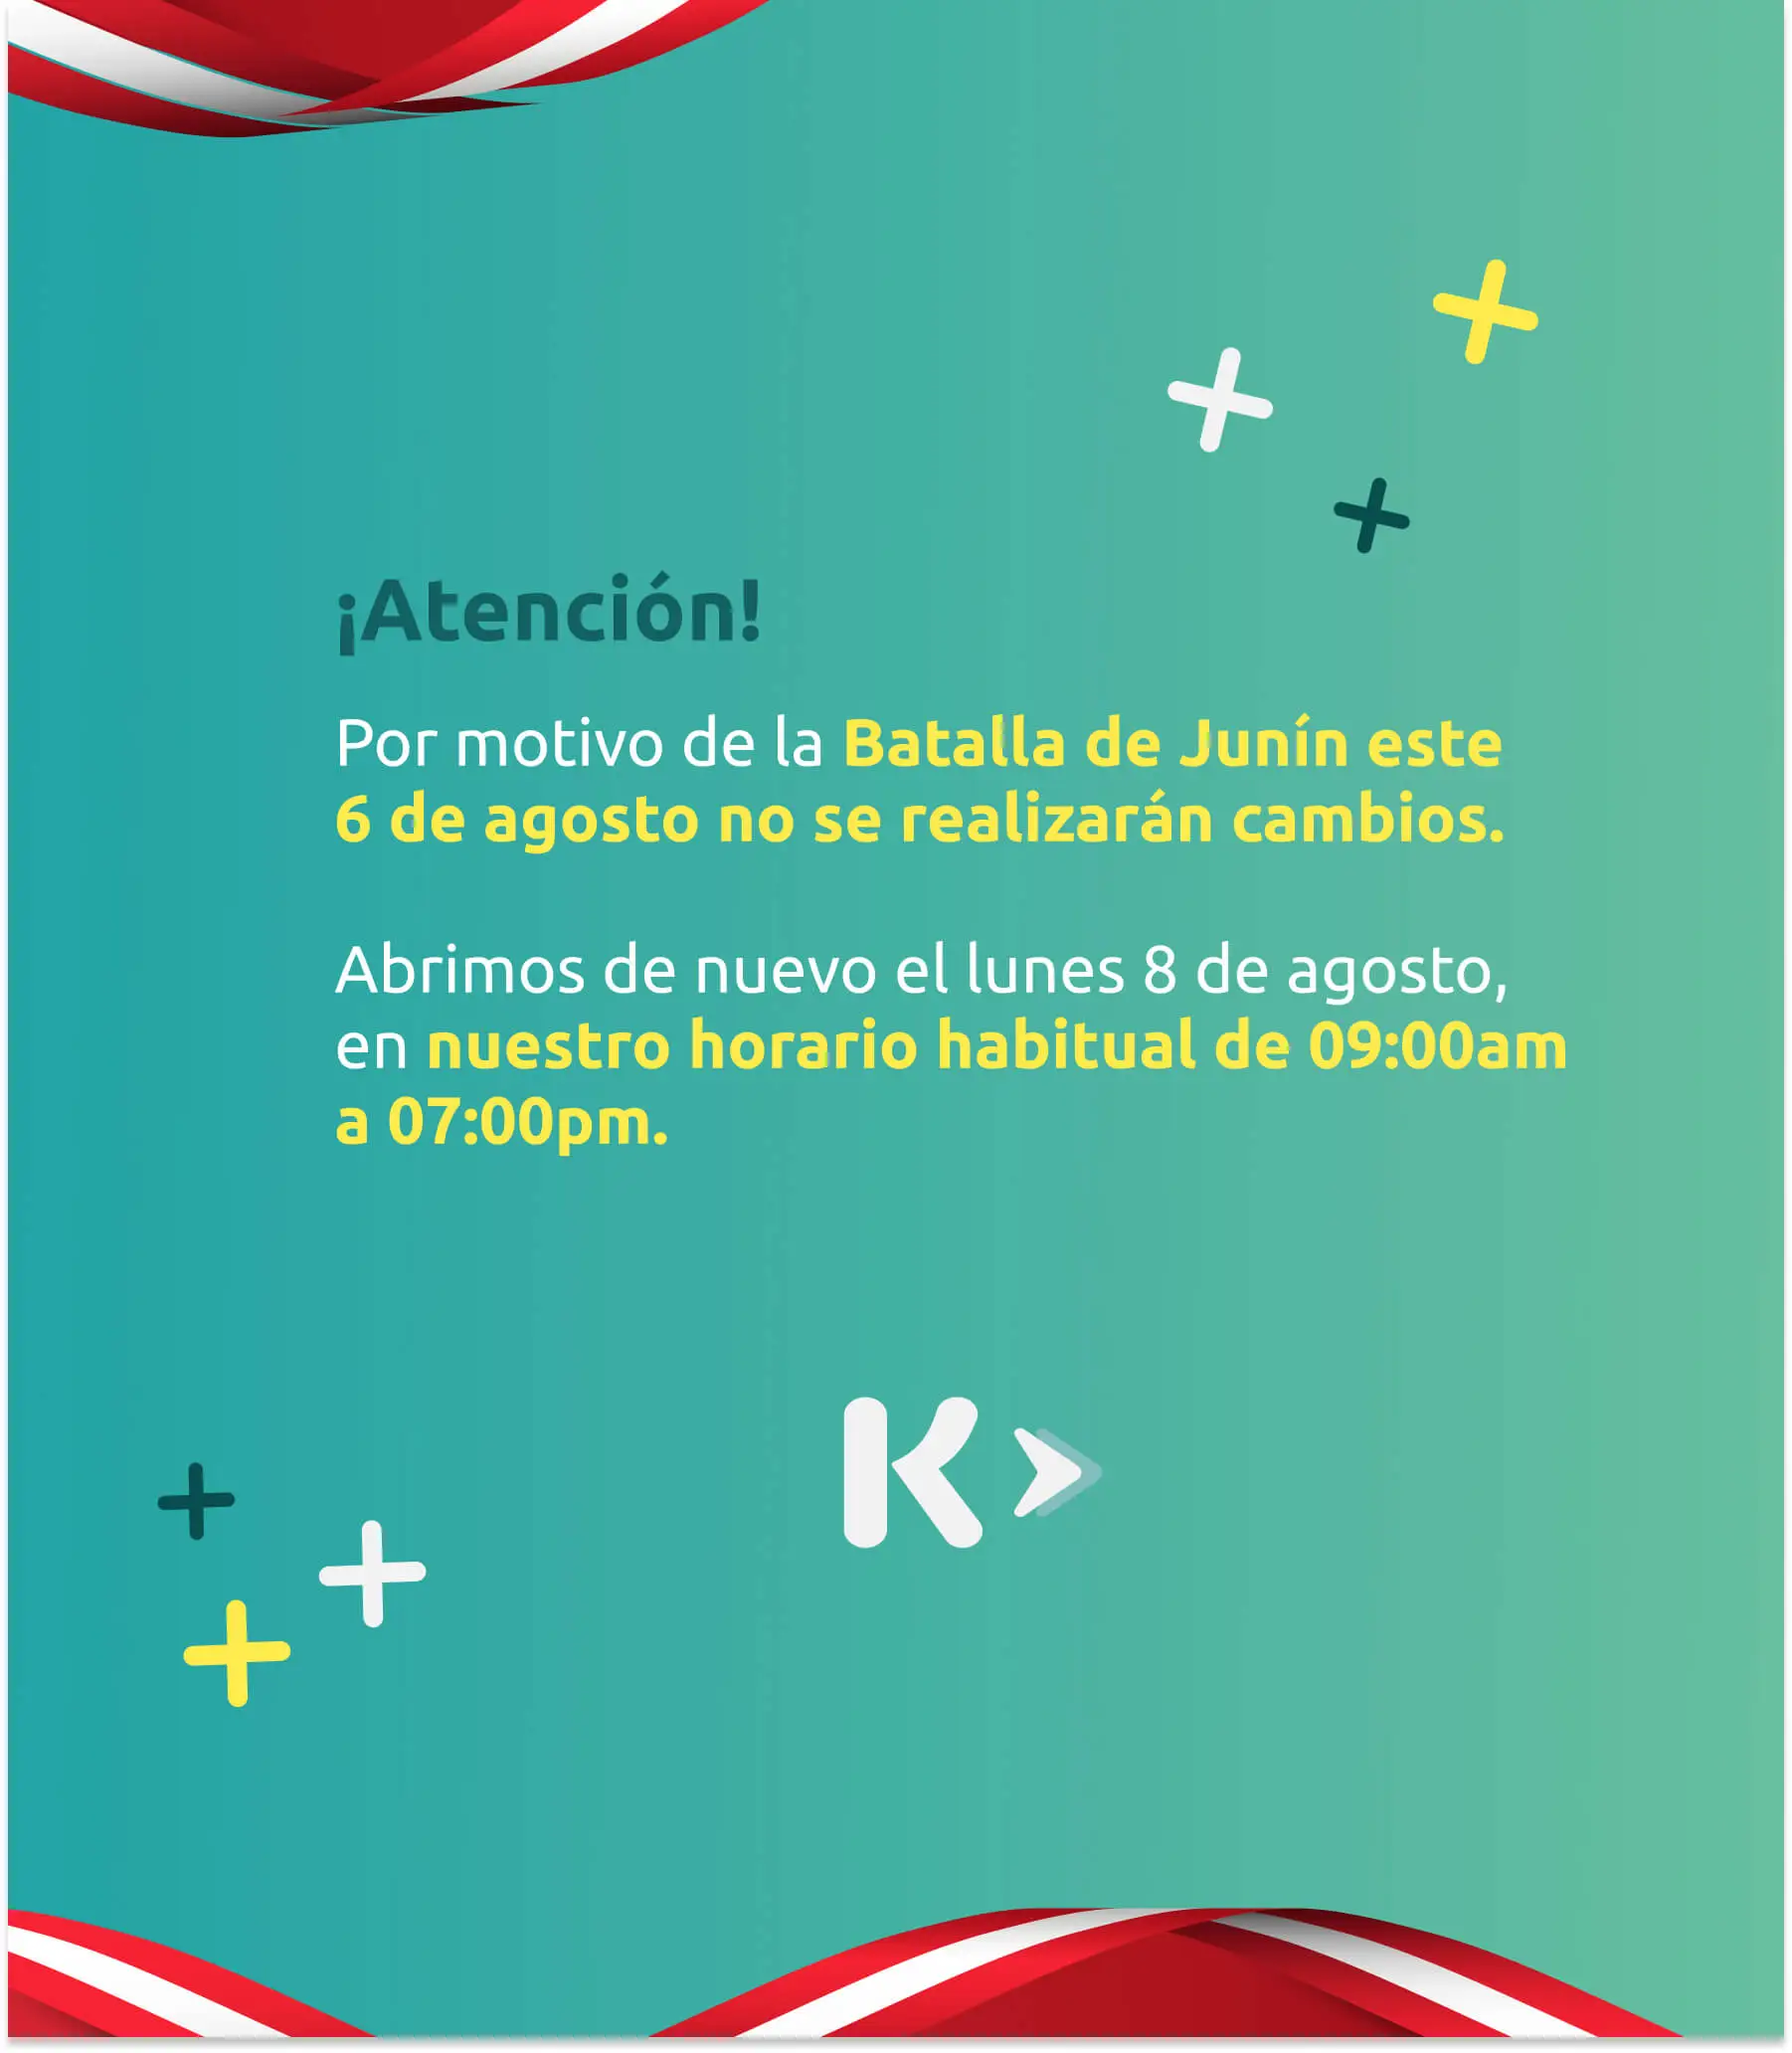 ¡Atención!
Por motivo de la Batalla de Junín este
6 de agosto no se realizarán cambios.
Abrimos de nuevo el lunes 8 de agosto,
en nuestro horario habitual de 09:00am
a 07:00pm.
K